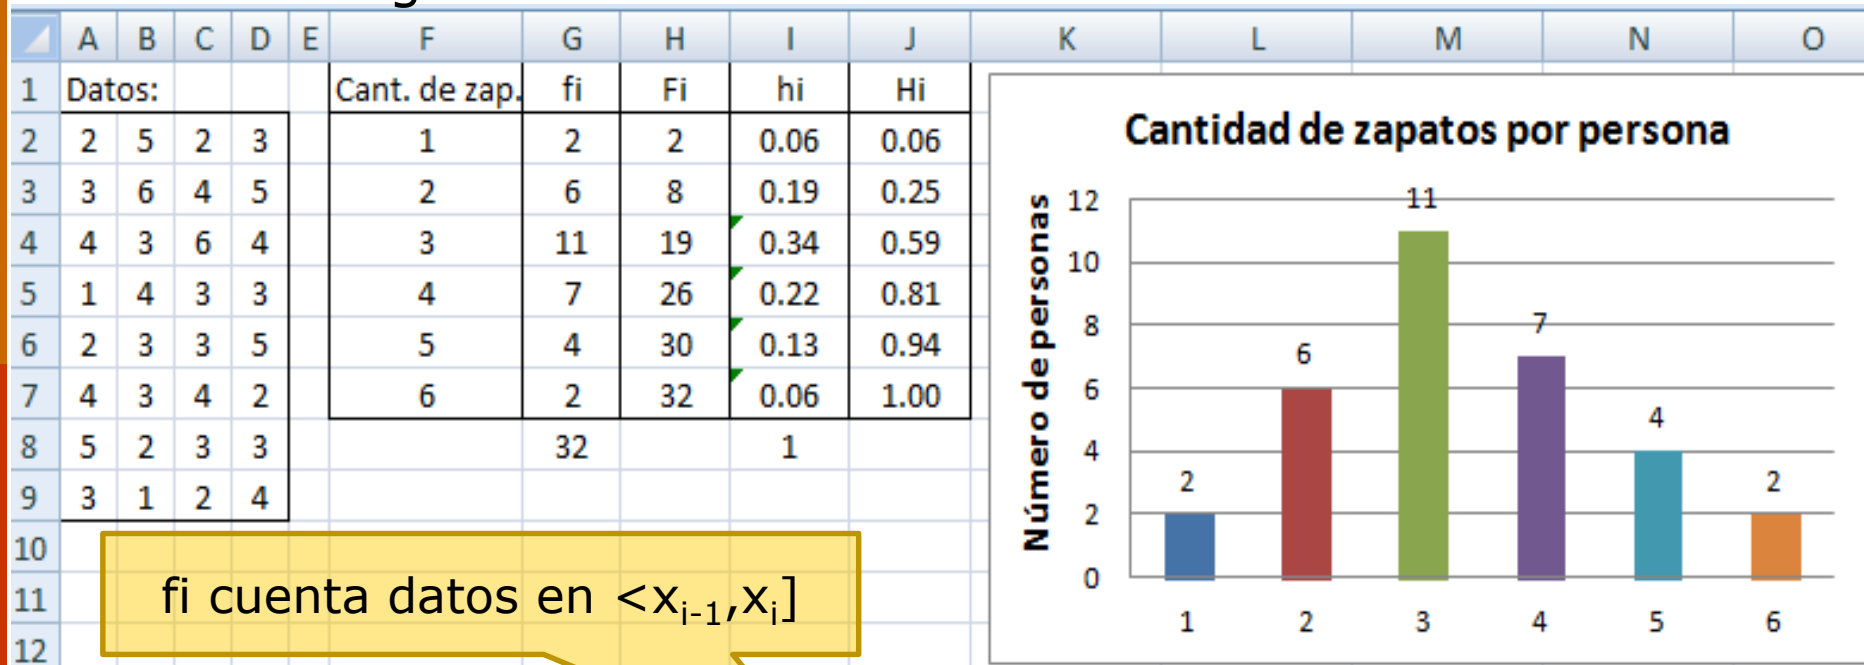 A B C D E F G H I J K L M N O
1 Datos: Cant. de zap. fi Fi hi Hi
2 2 5 2 3 1 2 2 0.06 0.06
3 3 6 4 5 2 6 8 0.19 0.25
4 4 3 6 4 3 11 19 0.34 0.59
5 1 4 3 3 4 7 26 0.22 0.81
6 2 3 3 5 5 4 30 0.13 0.94
7 4 3 4 2 6 2 32 0.06 1.00
8 5 2 3 3 32 1
9 3 1 2 4
10
11
12
fi cuenta datos en <xi-1,xi]
Cantidad de zapatos por persona
Número de personas
12
10
8
6
4
2
0
2 6 11 7 4 2
1 2 3 4 5 6